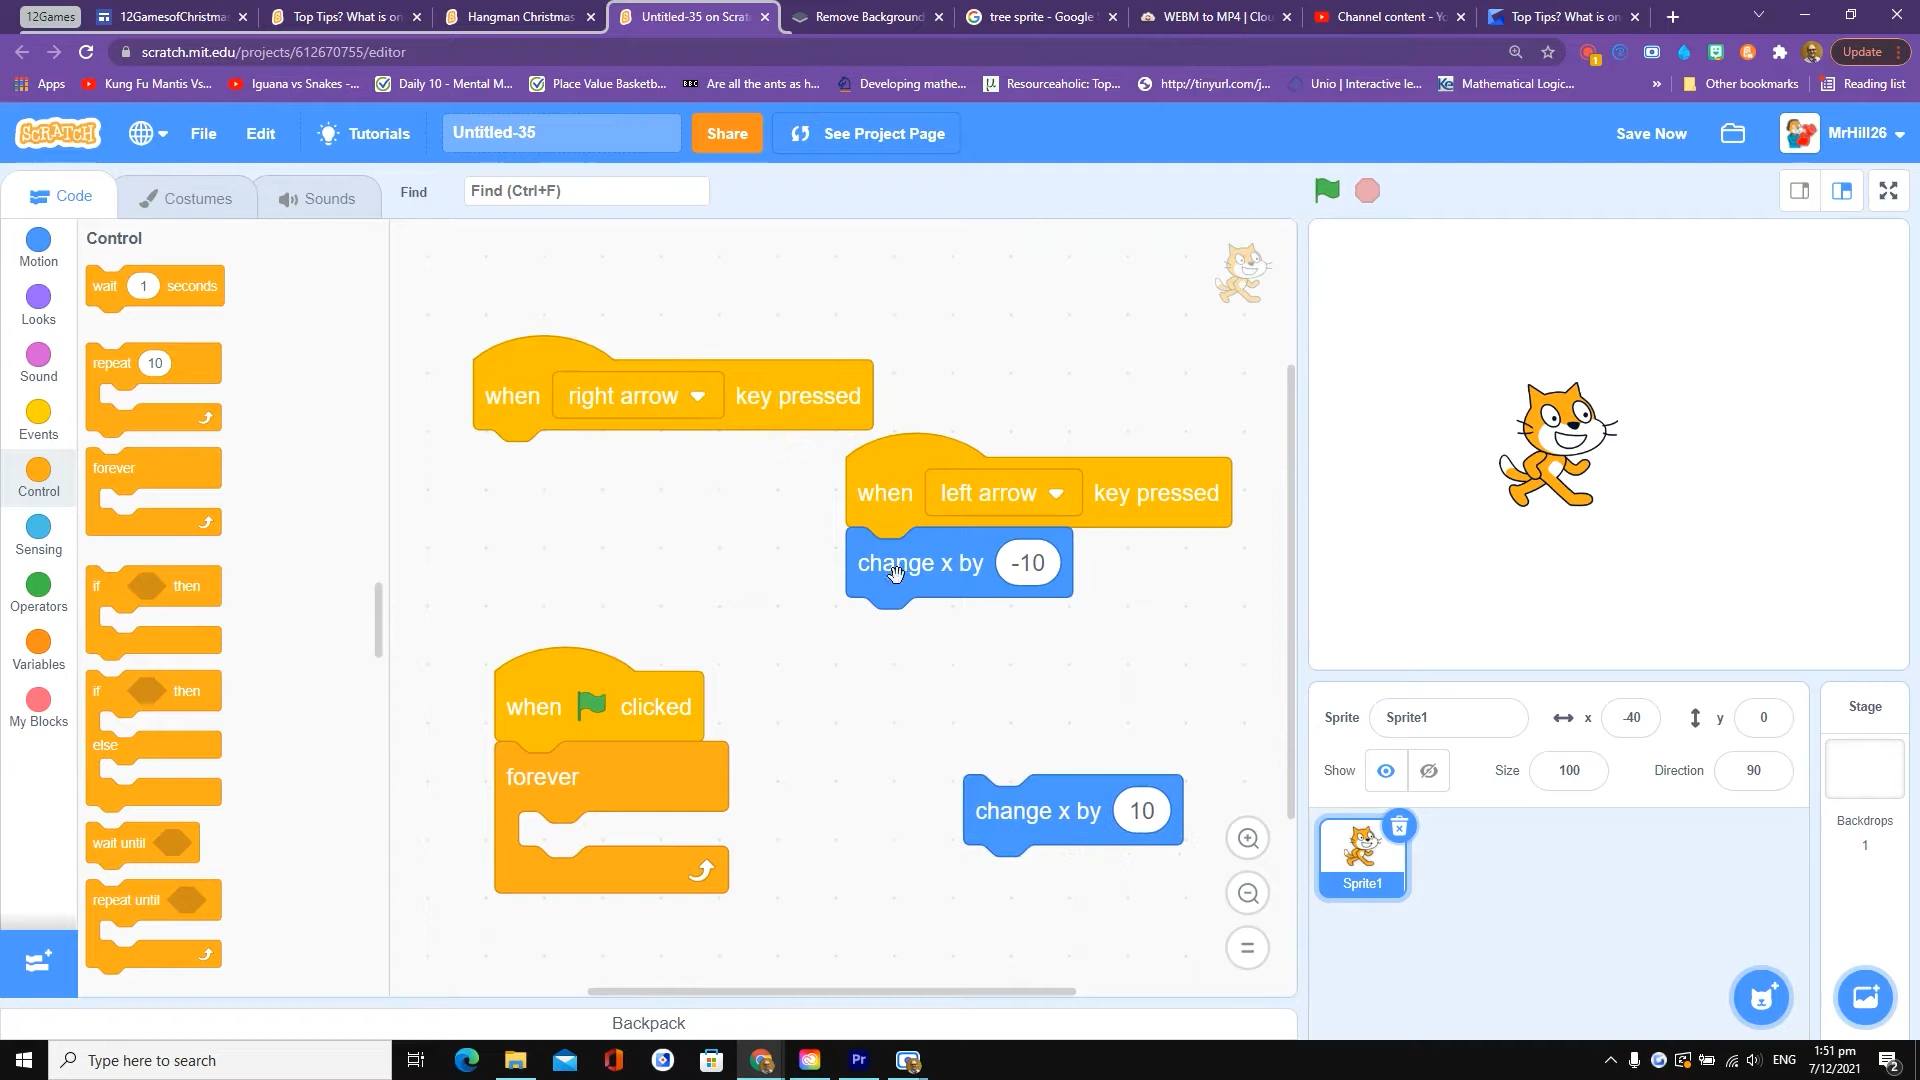 12Games
12GamesofChristmas
Top Tips? What is on
Hangman Christmas
Untitled-35 on Scrat
Remove Background
tree sprite - Google
WEBM to MP4 | Clou
Channel content - Yo
Top Tips? What is on
scratch.mit.edu/projects/612670755/editor
1
Update
Apps
Kung Fu Mantis Vs...
Iguana vs Snakes -...
Daily 10 - Mental M...
Place Value Basketb...
BBC
Are all the ants as h...
Developing mathe...
Resourceaholic: Top...
http://tinyurl.com/j...
Unio | Interactive le...
Mathematical Logic...
»
Other bookmarks
Reading list
SCRATCH
File
Edit
Tutorials
Untitled-35
Share
See Project Page
Save Now
MrHill26
Code
Costumes
Sounds
Find
Find (Ctrl+F)
Motion
Looks
Sound
Events
Control
Sensing
Operators
Variables
My Blocks
Control
wait 1 seconds
repeat 10
forever
if then
if then
else
wait until
repeat until
when right arrow key pressed
when left arrow key pressed
change x by -10
when clicked
forever
change x by 10
Sprite
Sprite1
x
-40
y
0
Show
Size
100
Direction
90
Sprite1
Stage
Backdrops
1
Backpack
Type here to search
Pr
ENG
1:51 pm
7/12/2021
2